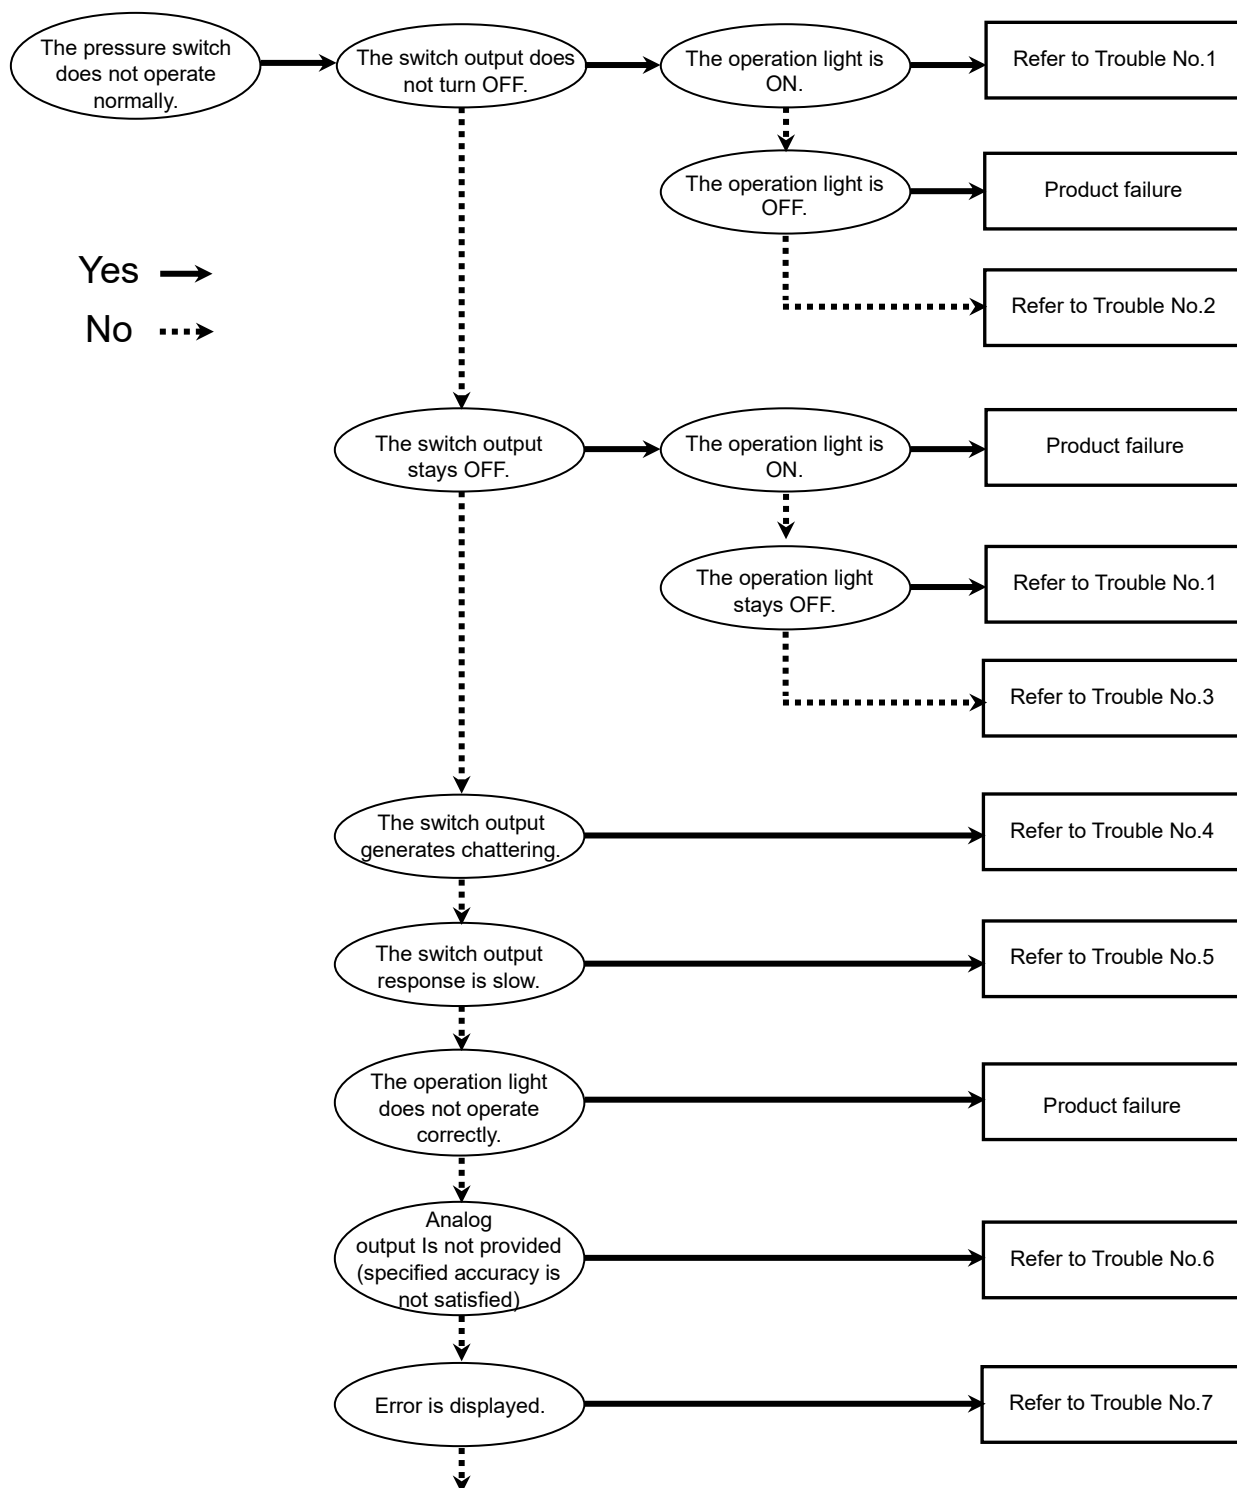 The pressure switch
does not operate
normally.
The switch output does
not turn OFF.
The operation light is
ON.
Refer to Trouble No.1
The operation light is
OFF.
Product failure
Yes
No
Refer to Trouble No.2
The switch output
stays OFF.
The operation light is
ON.
Product failure
The operation light
stays OFF.
Refer to Trouble No.1
Refer to Trouble No.3
The switch output
generates chattering.
Refer to Trouble No.4
The switch output
response is slow.
Refer to Trouble No.5
The operation light
does not operate
correctly.
Product failure
Analog
output Is not provided
(specified accuracy is
not satisfied)
Refer to Trouble No.6
Error is displayed.
Refer to Trouble No.7